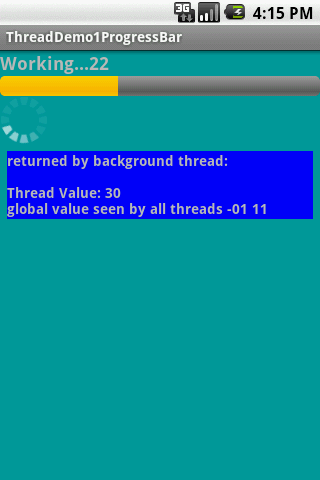 3G 4:15 PM
ThreadDemo1ProgressBar
Working...22
returned by background thread:
Thread Value: 30
global value seen by all threads -01 11